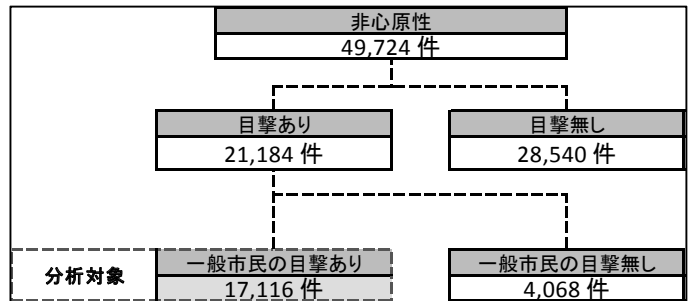 非心原性
49,724 件
目撃あり
目撃無し
21,184 件
28,540 件
分析対象
一般市民の目撃あり
一般市民の目撃無し
17,116 件
4,068 件